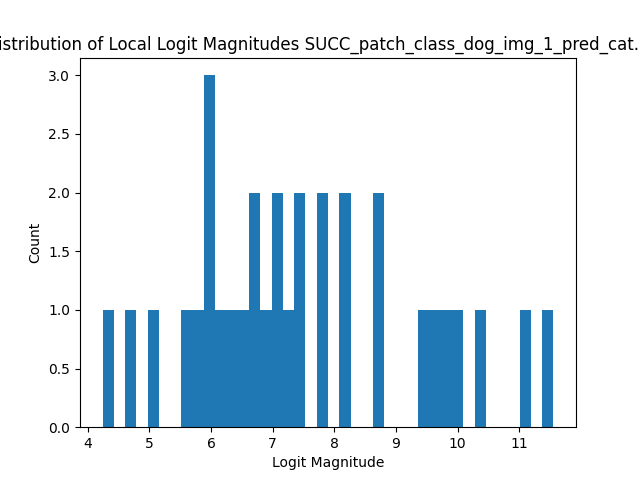 istribution of Local Logit Magnitudes SUCC_patch_class_dog_img_1_pred_cat.
3.0
2.5
2.0
1.5
1.0
0.5
0.0
Count
4 5 6 7 8 9 10 11
Logit Magnitude